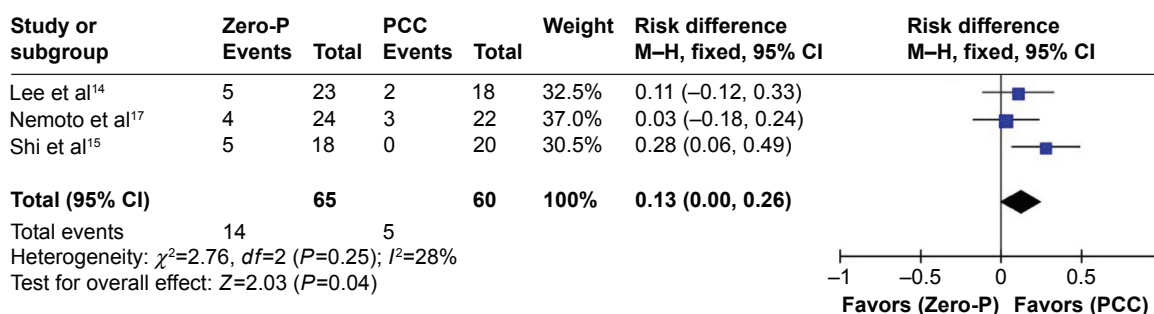 Study or subgroup Zero-P Events Total PCC Events Total Weight Risk difference M–H, fixed, 95% CI Risk difference M–H, fixed, 95% CI
Lee et al¹⁴ 5 23 2 18 32.5% 0.11 (–0.12, 0.33)
Nemoto et al¹⁷ 4 24 3 22 37.0% 0.03 (–0.18, 0.24)
Shi et al¹⁵ 5 18 0 20 30.5% 0.28 (0.06, 0.49)
Total (95% CI) 65 60 100% 0.13 (0.00, 0.26)
Total events 14 5
Heterogeneity: χ²=2.76, df=2 (P=0.25); I²=28%
Test for overall effect: Z=2.03 (P=0.04)
–1 –0.5 0 0.5
Favors (Zero-P) Favors (PCC)